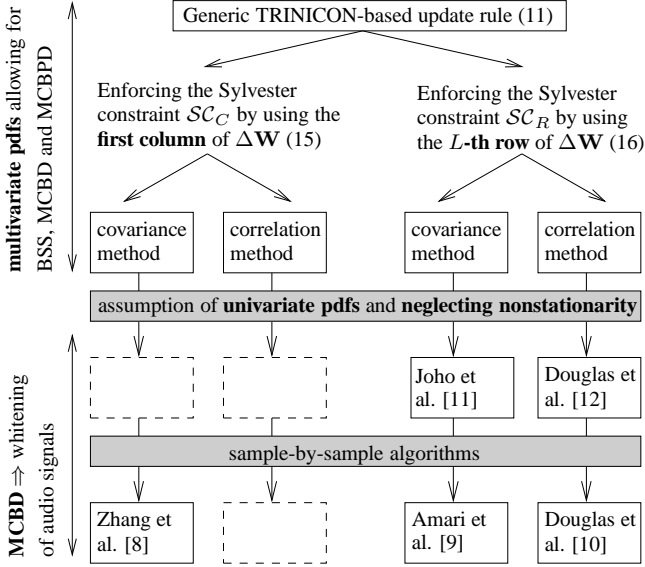 Generic TRINICON-based update rule (11)
multivariate pdfs allowing for
BSS, MCBD and MCBPD
Enforcing the Sylvester
constraint SC_C by using the
first column of ΔW (15)
Enforcing the Sylvester
constraint SC_R by using
the L-th row of ΔW (16)
covariance
method
correlation
method
covariance
method
correlation
method
assumption of univariate pdfs and neglecting nonstationarity
MCBD ⇒ whitening
of audio signals
Joho et
al. [11]
Douglas et
al. [12]
sample-by-sample algorithms
Zhang et
al. [8]
Amari et
al. [9]
Douglas et
al. [10]